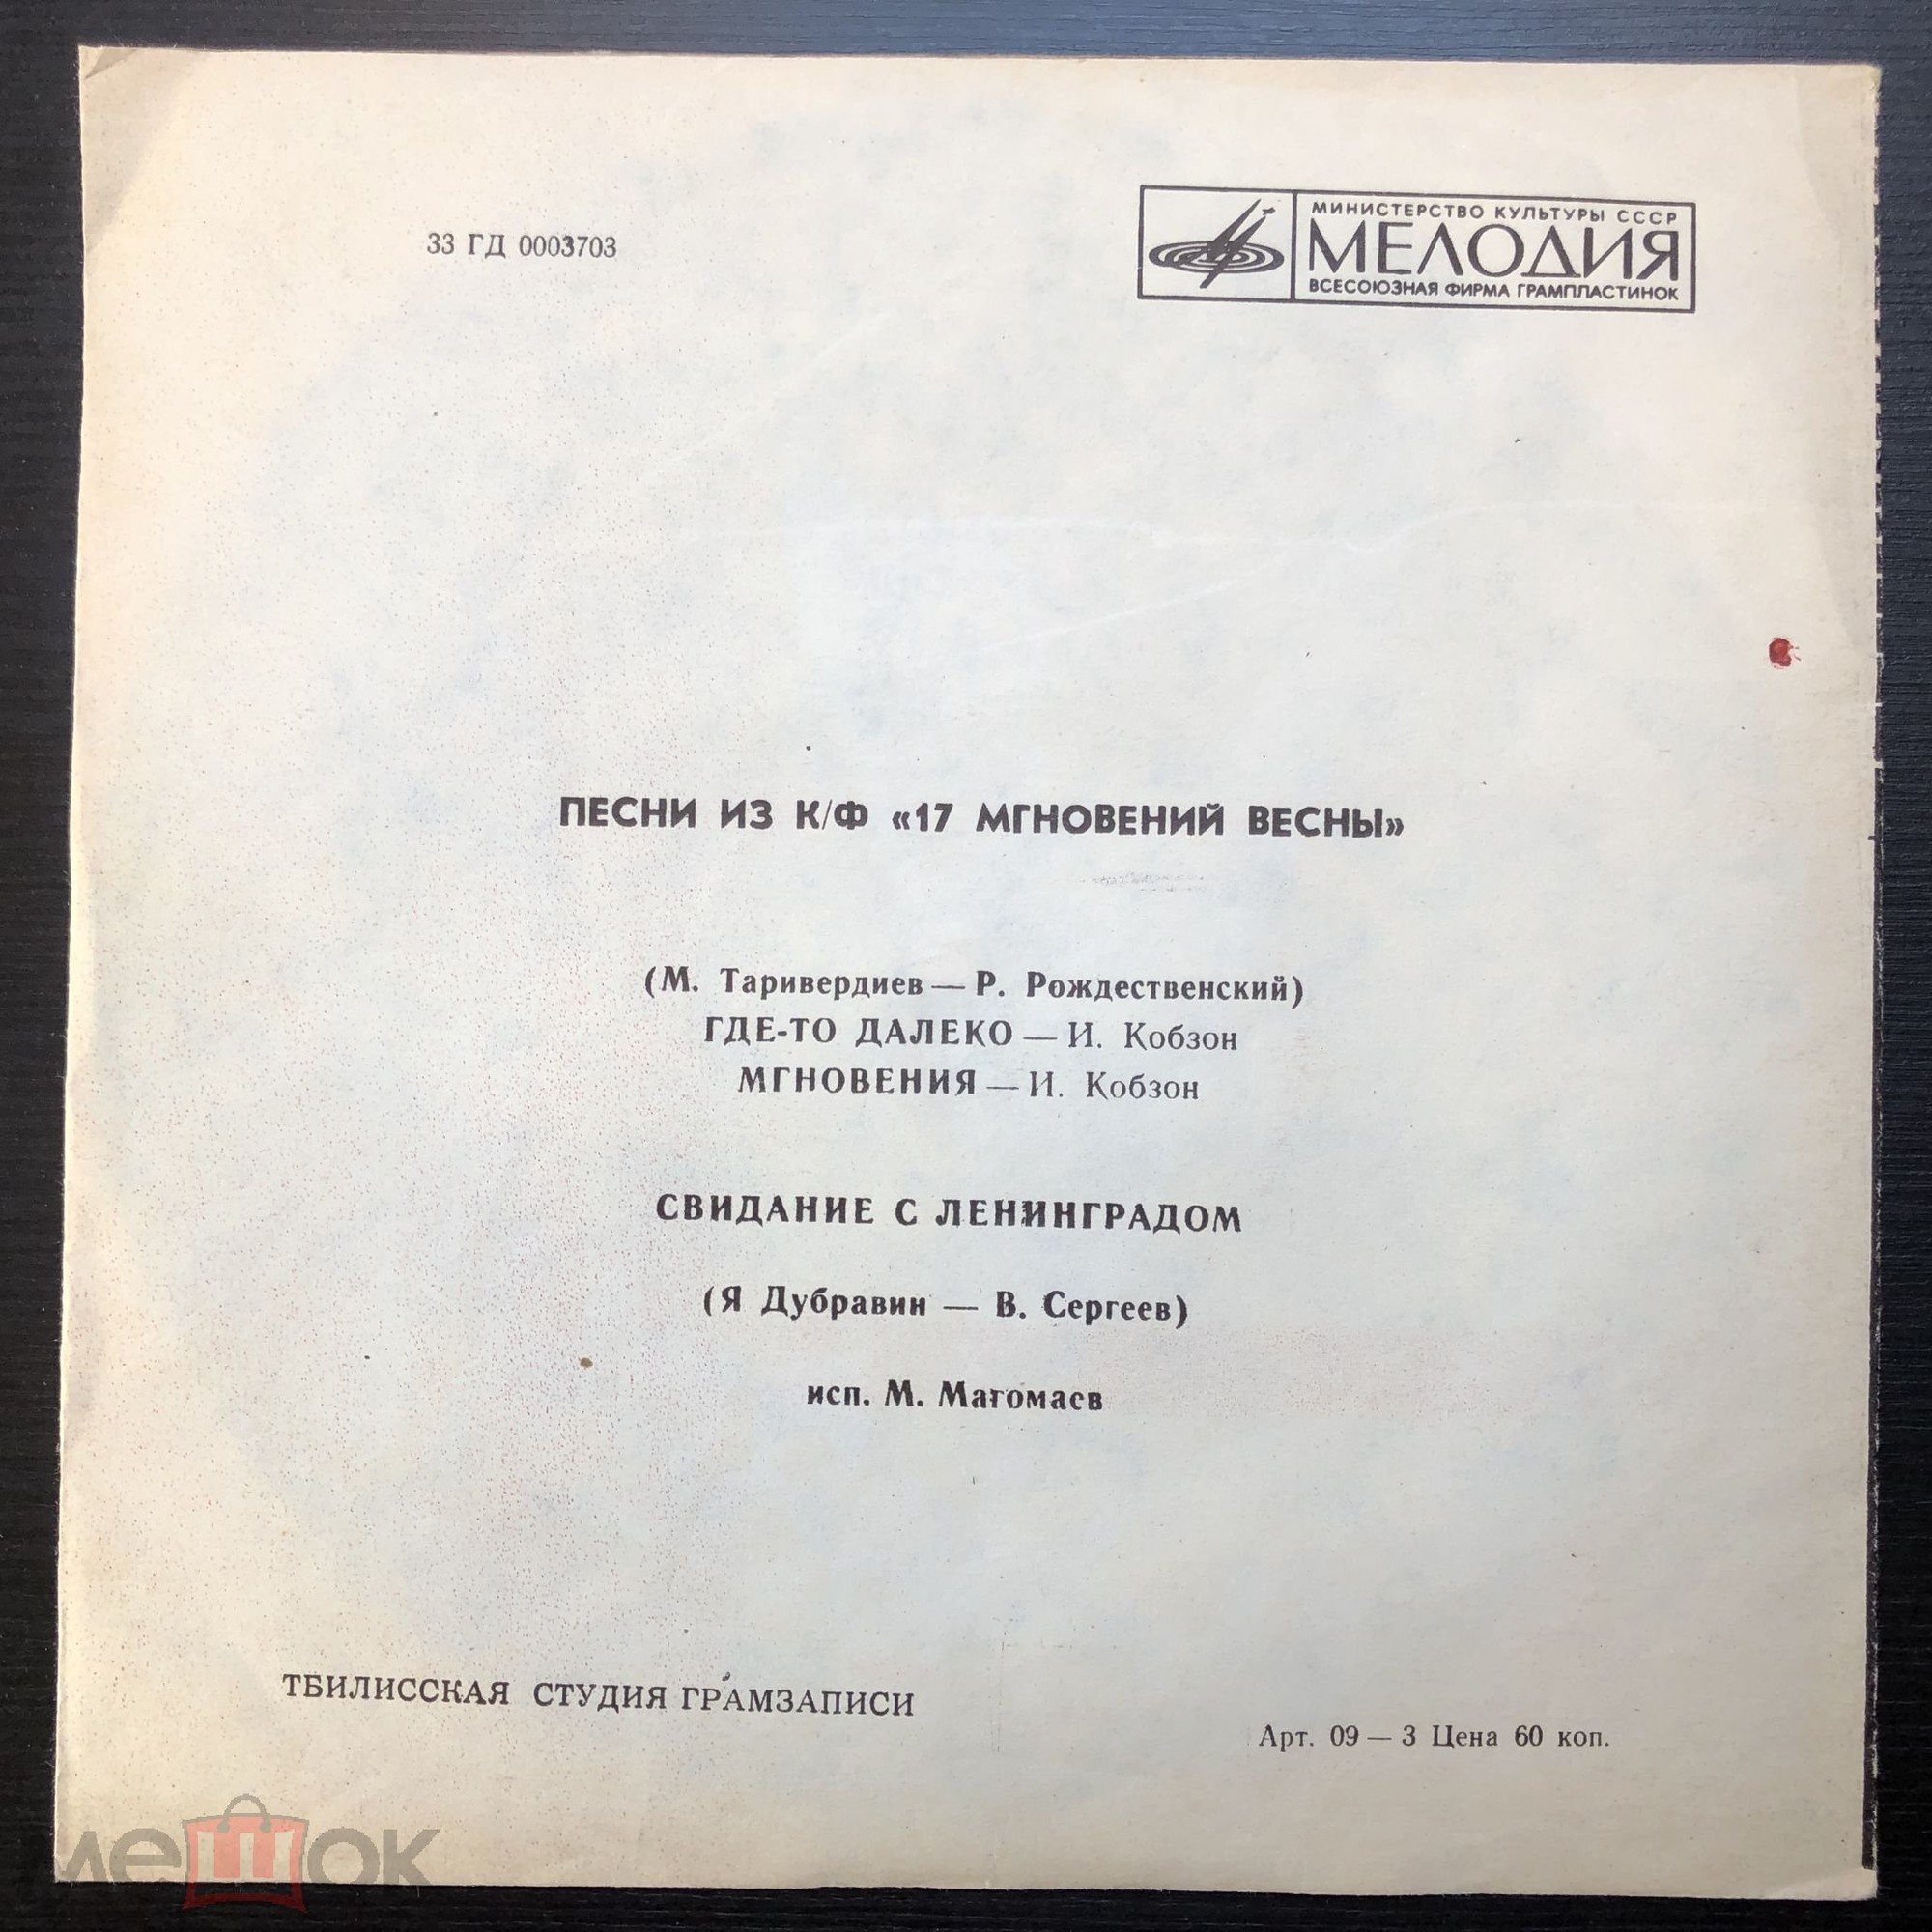 33 ГД 0003703
МИНИСТЕРСТВО КУЛЬТУРЫ СССР
МЕЛОДИЯ
ВСЕСОЮЗНАЯ ФИРМА ГРАМПЛАСТИНОК
ПЕСНИ ИЗ К/Ф «17 МГНОВЕНИЙ ВЕСНЫ»
(М. Таривердиев — Р. Рождественский)
ГДЕ-ТО ДАЛЕКО — И. Кобзон
МГНОВЕНИЯ — И. Кобзон
СВИДАНИЕ С ЛЕНИНГРАДОМ
(Я Дубравин — В. Сергеев)
исп. М. Магомаев
ТБИЛИССКАЯ СТУДИЯ ГРАМЗАПИСИ
Арт. 09 — 3 Цена 60 коп.
мешок